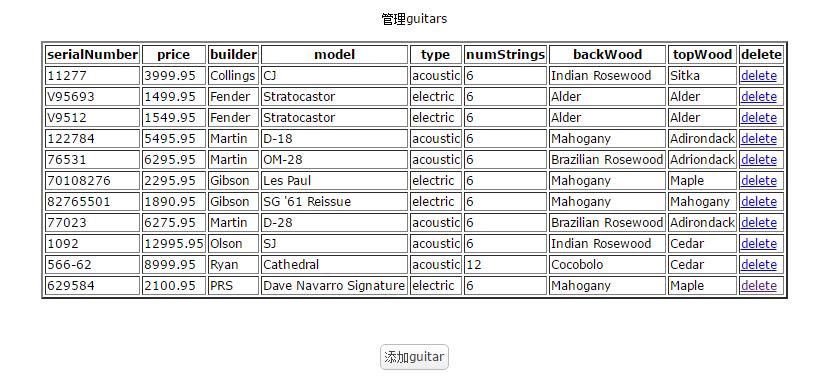 管理guitars
serialNumber price builder model type numStrings backWood topWood delete
11277 3999.95 Collings CJ acoustic 6 Indian Rosewood Sitka delete
V95693 1499.95 Fender Stratocastor electric 6 Alder Alder delete
V9512 1549.95 Fender Stratocastor electric 6 Alder Alder delete
122784 5495.95 Martin D-18 acoustic 6 Mahogany Adirondack delete
76531 6295.95 Martin OM-28 acoustic 6 Brazilian Rosewood Adriondack delete
70108276 2295.95 Gibson Les Paul electric 6 Mahogany Maple delete
82765501 1890.95 Gibson SG '61 Reissue electric 6 Mahogany Mahogany delete
77023 6275.95 Martin D-28 acoustic 6 Brazilian Rosewood Adirondack delete
1092 12995.95 Olson SJ acoustic 6 Indian Rosewood Cedar delete
566-62 8999.95 Ryan Cathedral acoustic 12 Cocobolo Cedar delete
629584 2100.95 PRS Dave Navarro Signature electric 6 Mahogany Maple delete
添加guitar